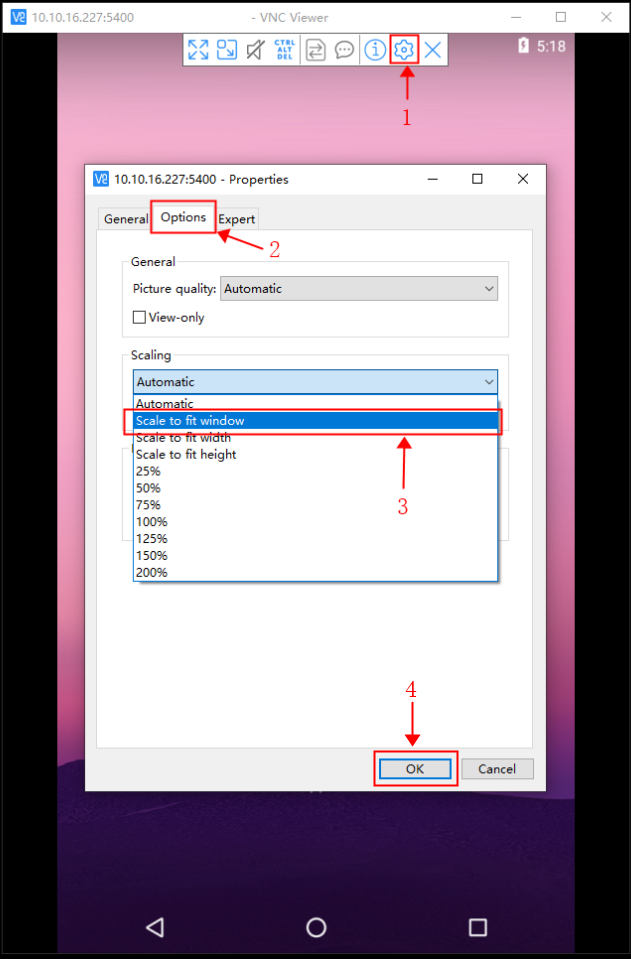 10.10.16.227:5400 - VNC Viewer
CTRL
ALT
DEL
5:18
1
10.10.16.227:5400 - Properties
General Options Expert
2
General
Picture quality: Automatic
View-only
Scaling
Automatic
Automatic
Scale to fit window
Scale to fit width
Scale to fit height
25%
50%
75%
100%
125%
150%
200%
3
4
OK Cancel